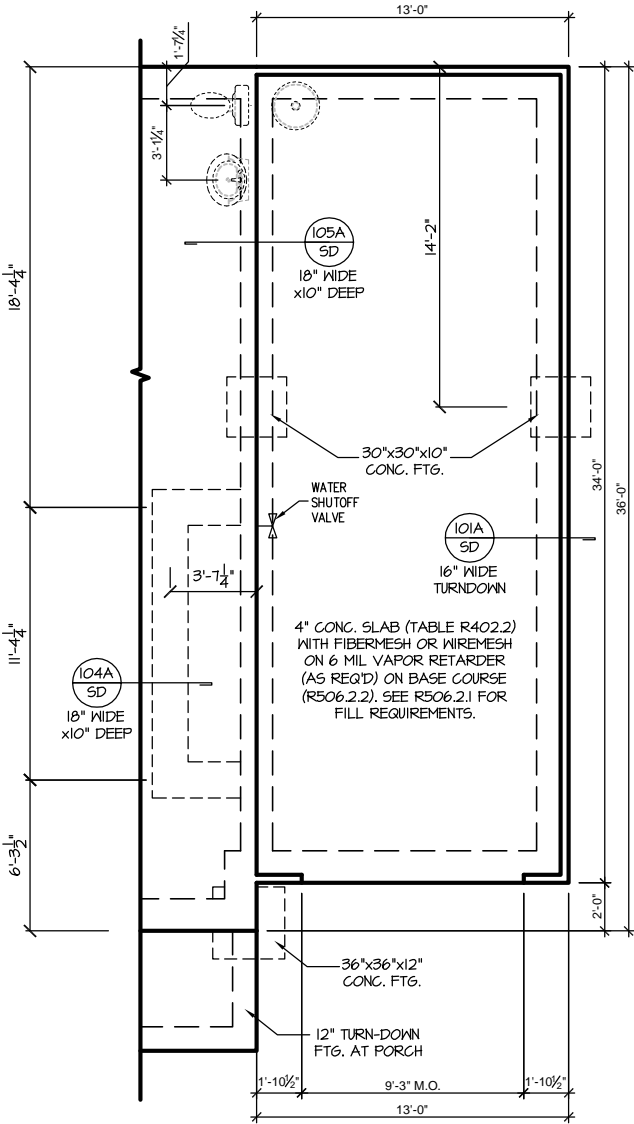 13'-0"
1'-7¼"
3'-1¼"
105A
SD
18" WIDE
x10" DEEP
14'-2"
18'-4¼"
30"x30"x10"
CONC. FTG.
34'-0"
36'-0"
WATER
SHUTOFF
VALVE
101A
SD
16" WIDE
TURNDOWN
3'-7¼"
11'-4¼"
4" CONC. SLAB (TABLE R402.2)
WITH FIBERMESH OR WIREMESH
ON 6 MIL VAPOR RETARDER
(AS REQ'D) ON BASE COURSE
(R506.2.2). SEE R506.2.1 FOR
FILL REQUIREMENTS.
104A
SD
18" WIDE
x10" DEEP
6'-3½"
2'-0"
36"x36"x12"
CONC. FTG.
12" TURN-DOWN
FTG. AT PORCH
1'-10½"
9'-3" M.O.
1'-10½"
13'-0"